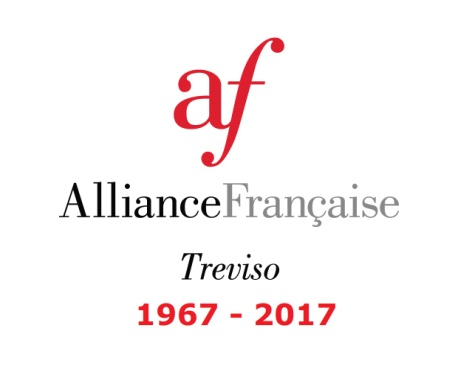 af
AllianceFrançaise
Treviso
1967 - 2017